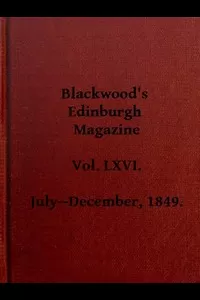 Blackwood's
Edinburgh
Magazine
Vol. LXVI.
July--December, 1849.